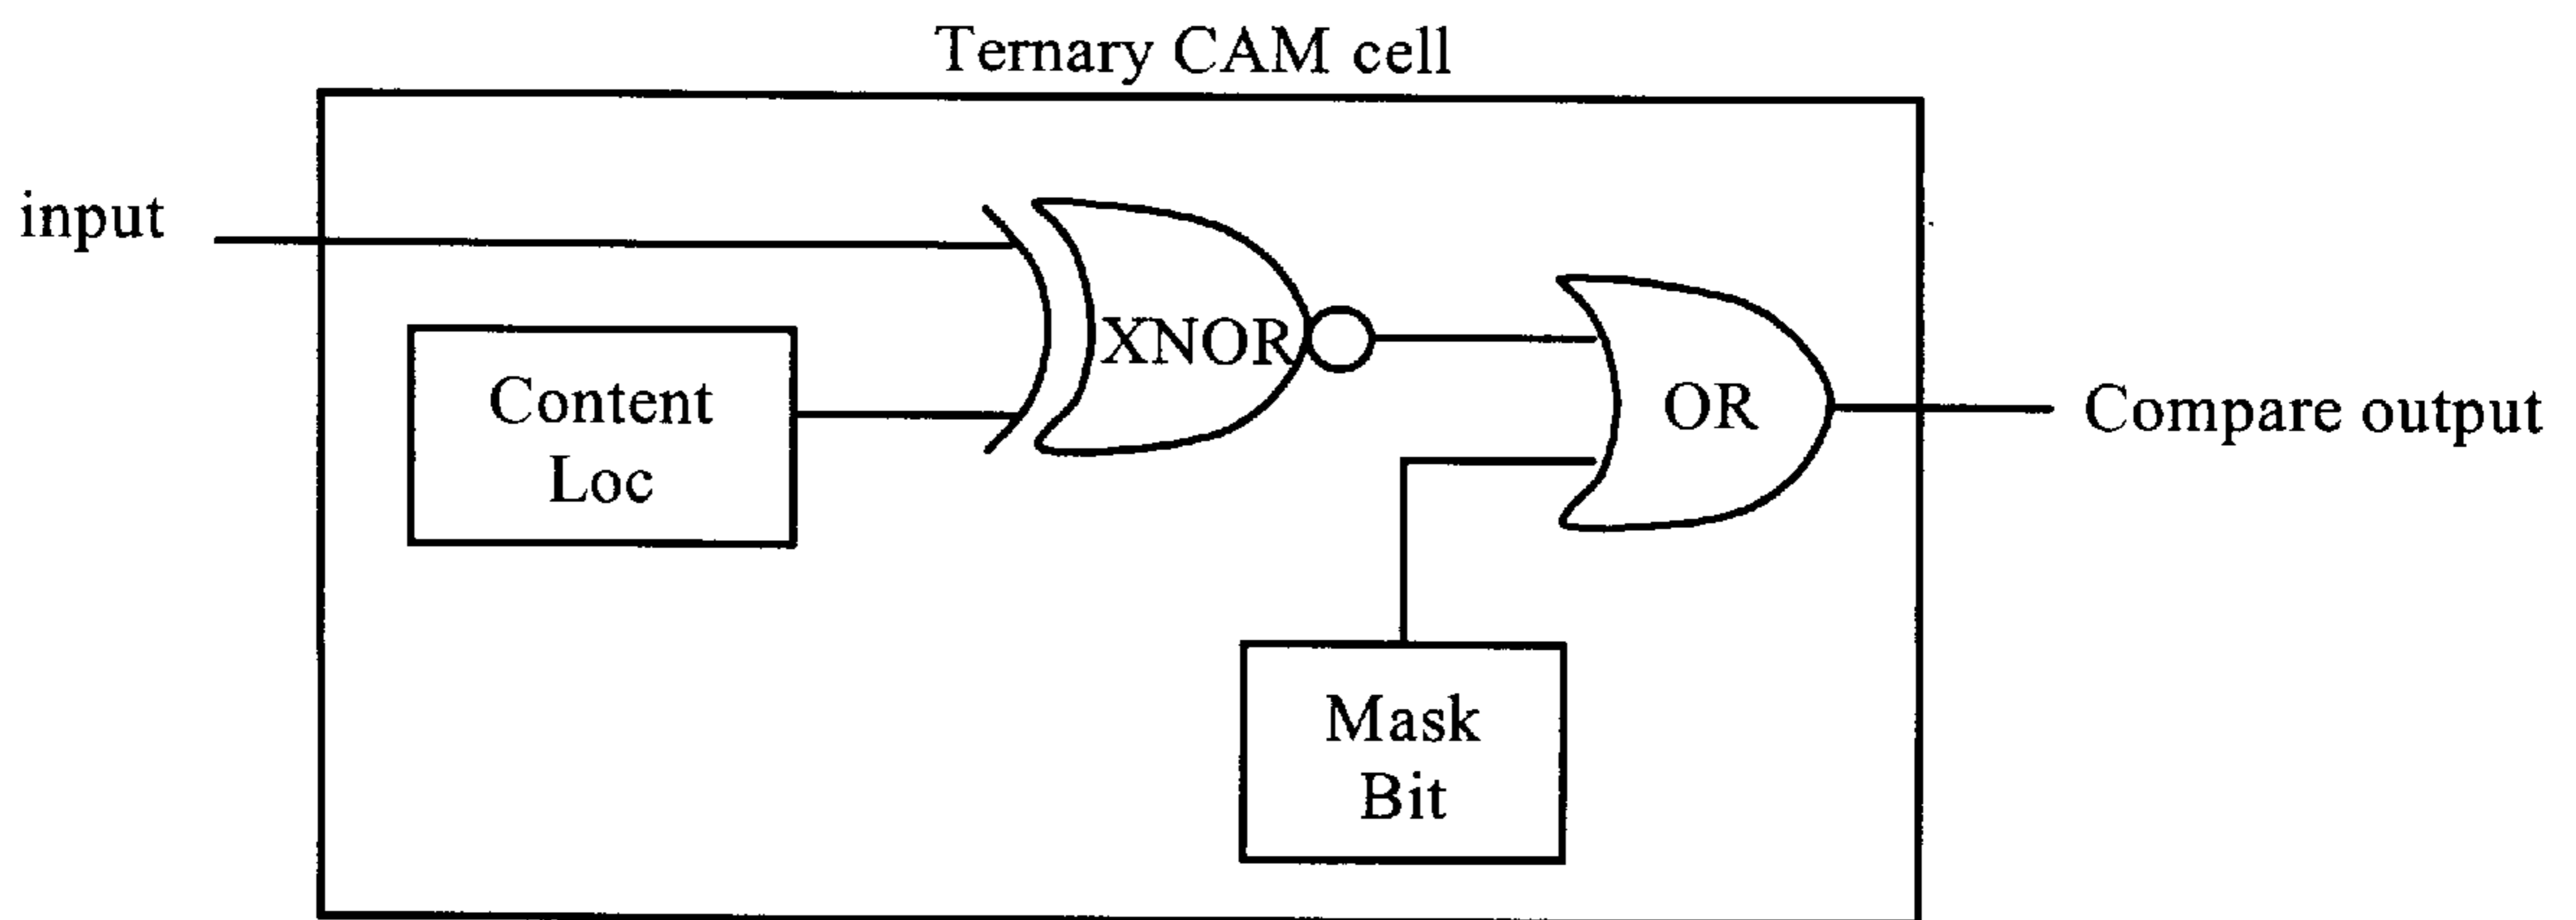 Ternary CAM cell
input
XNOR
Content
Loc
OR
Compare output
Mask
Bit